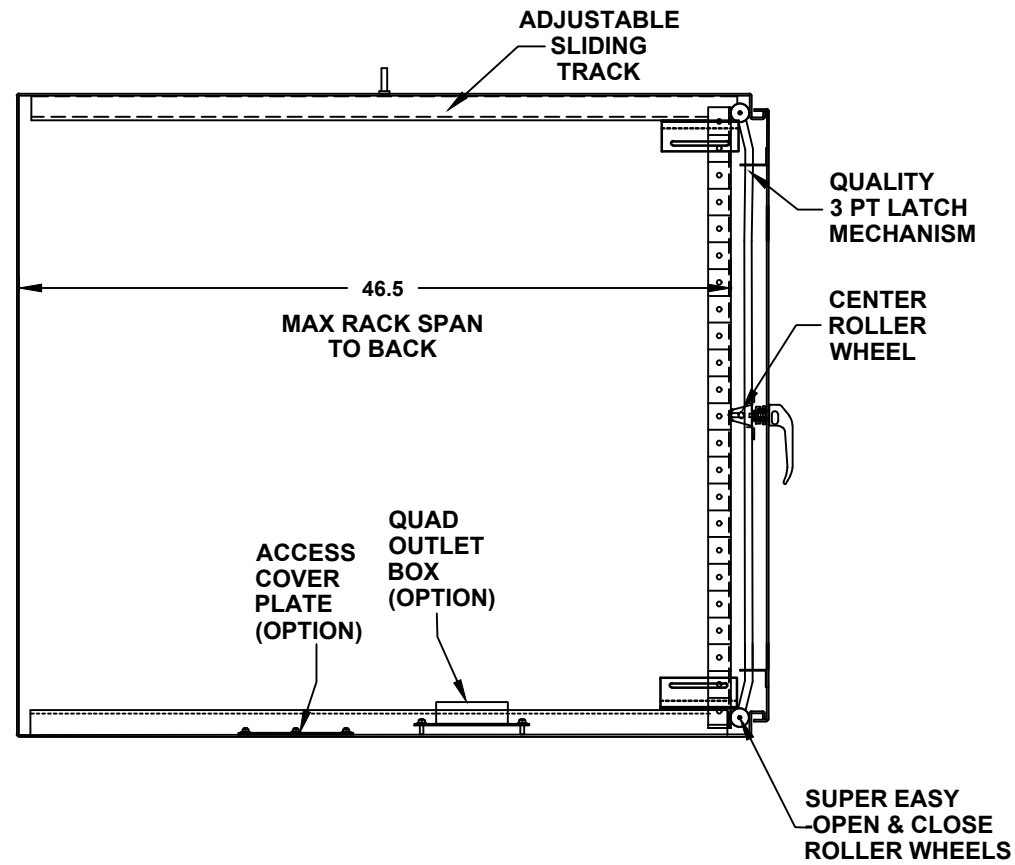 ADJUSTABLE
SLIDING
TRACK
QUALITY
3 PT LATCH
MECHANISM
46.5
MAX RACK SPAN
TO BACK
CENTER
ROLLER
WHEEL
QUAD
OUTLET
BOX
(OPTION)
ACCESS
COVER
PLATE
(OPTION)
SUPER EASY
OPEN & CLOSE
ROLLER WHEELS